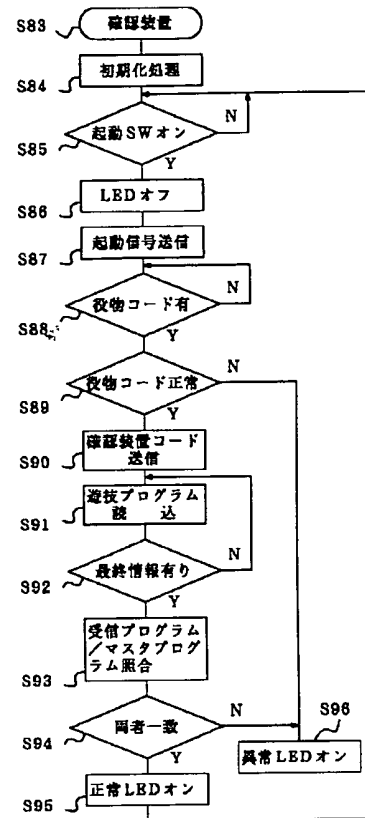 S83 確認装置
S84 初期化処理
S85 起動SWオン N
Y
S86 LEDオフ
S87 起動信号送信
S88 役物コード有 N
Y
S89 役物コード正常 N
Y
S90 確認装置コード
送信
S91 遊技プログラム
読 込
S92 最終情報有り N
Y
S93 受信プログラム
/マスタプログ
ラム照合
S94 両者一致 N
Y
S96
異常LEDオン
S95 正常LEDオン